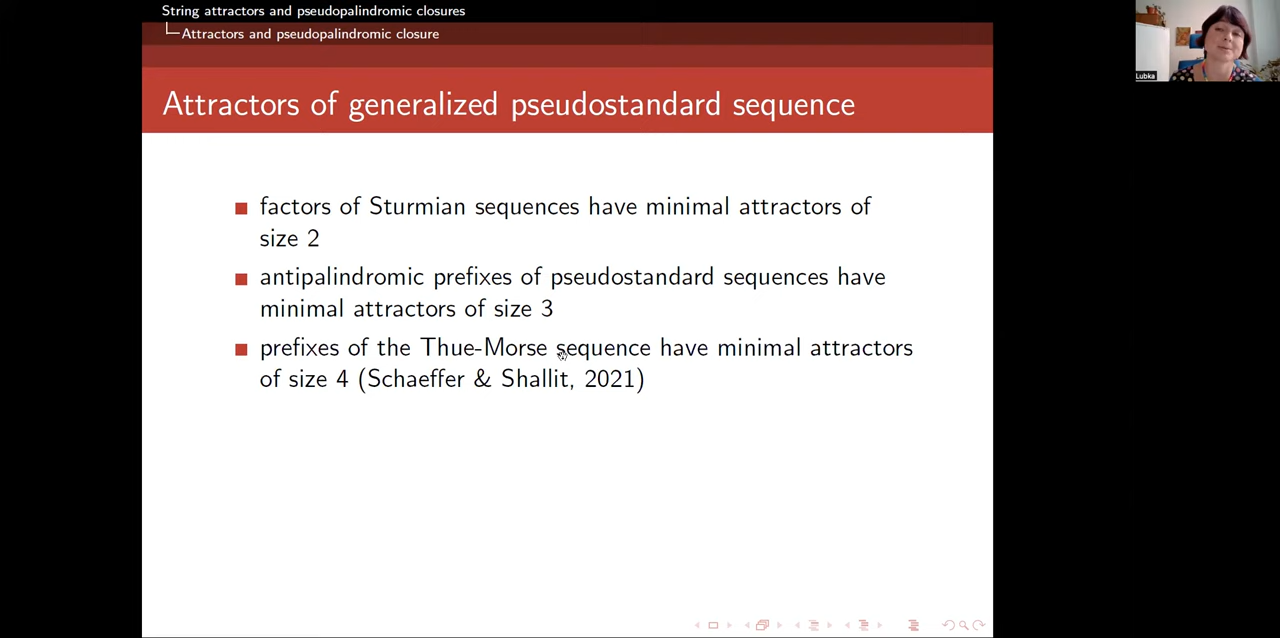 String attractors and pseudopalindromic closures
Attractors and pseudopalindromic closure
Lubka
Attractors of generalized pseudostandard sequence
factors of Sturmian sequences have minimal attractors of
size 2
antipalindromic prefixes of pseudostandard sequences have
minimal attractors of size 3
prefixes of the Thue-Morse sequence have minimal attractors
of size 4 (Schaeffer & Shallit, 2021)